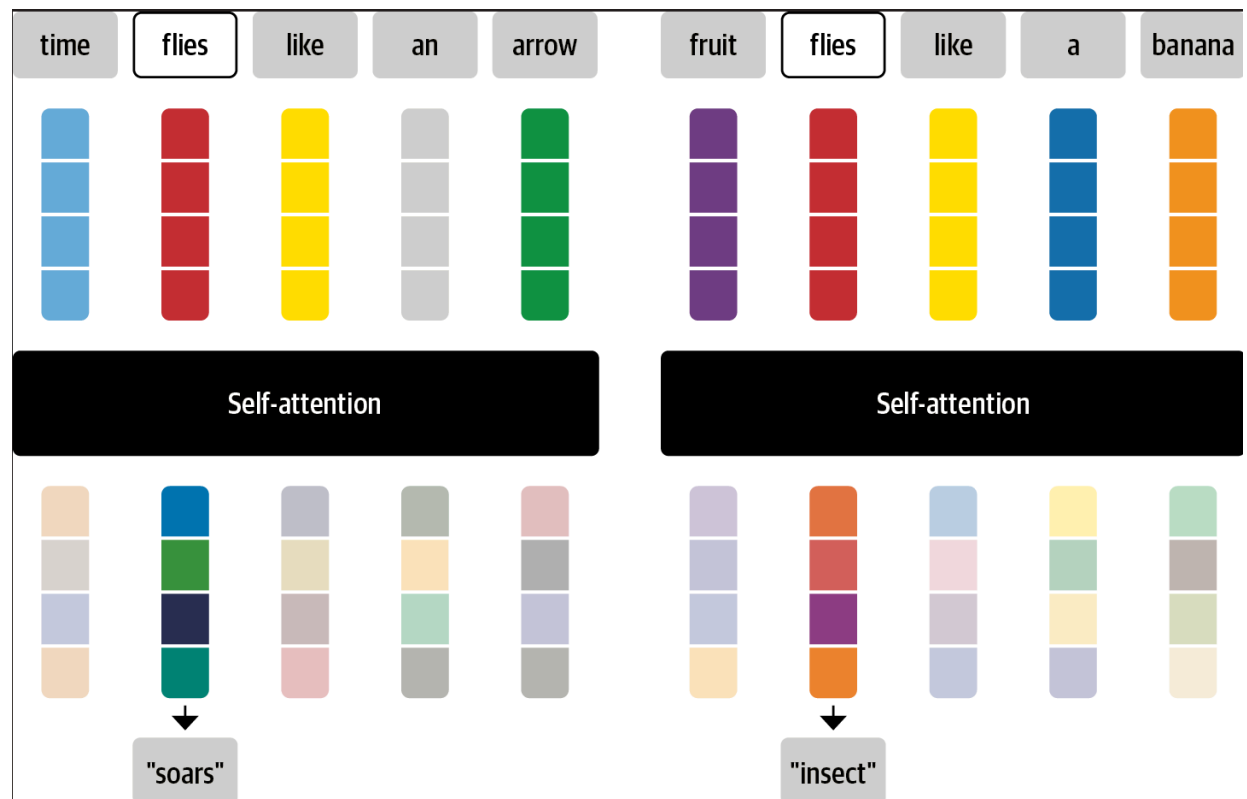 time flies like an arrow
fruit flies like a banana
Self-attention
Self-attention
"soars"
"insect"